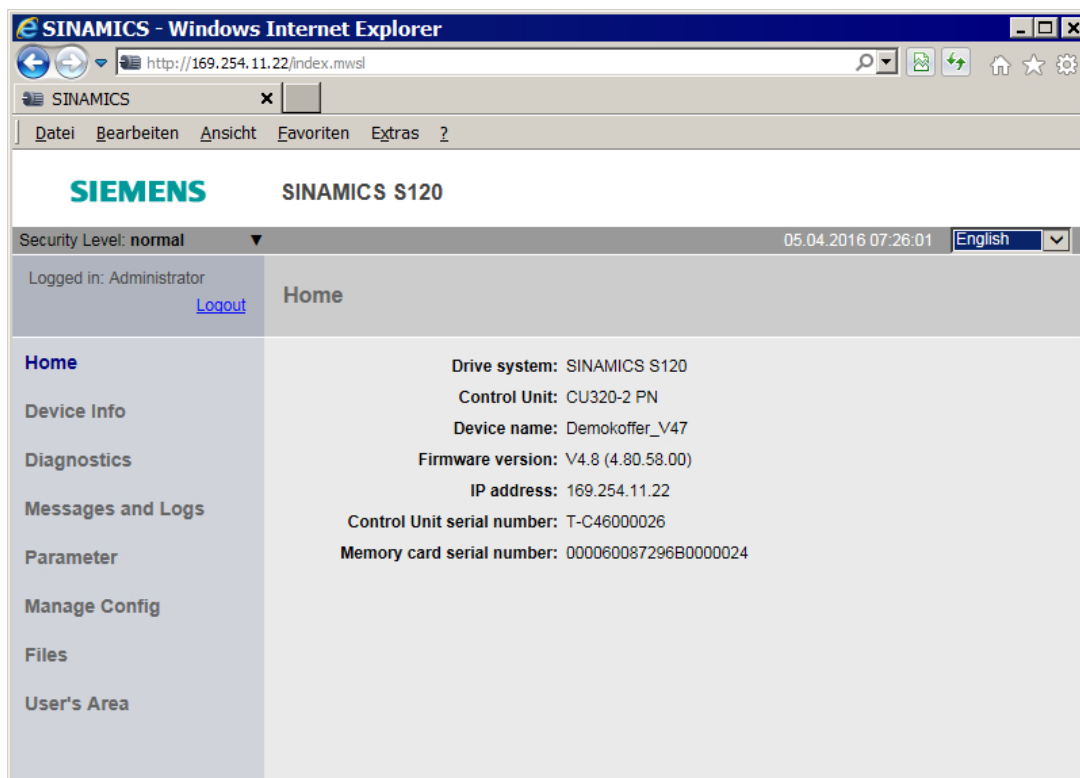 SINAMICS - Windows Internet Explorer
http://169.254.11.22/index.mwsl
SINAMICS
Datei Bearbeiten Ansicht Favoriten Extras ?
SIEMENS SINAMICS S120
Security Level: normal 05.04.2016 07:26:01 English
Logged in: Administrator
Logout
Home
Home
Device Info
Diagnostics
Messages and Logs
Parameter
Manage Config
Files
User's Area
Drive system: SINAMICS S120
Control Unit: CU320-2 PN
Device name: Demokoffer_V47
Firmware version: V4.8 (4.80.58.00)
IP address: 169.254.11.22
Control Unit serial number: T-C46000026
Memory card serial number: 000060087296B0000024